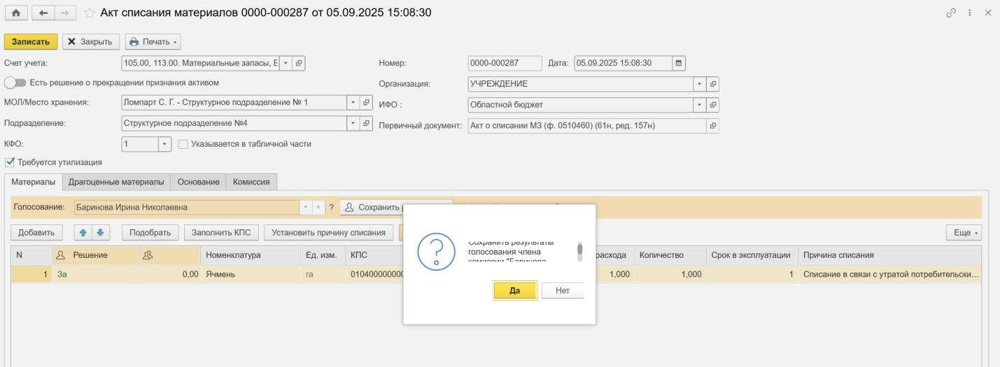 Акт списания материалов 0000-000287 от 05.09.2025 15:08:30
Записать Закрыть Печать
Счет учета: 105.00, 113.00. Материальные запасы, Номер: 0000-000287 Дата: 05.09.2025 15:08:30
Есть решение о прекращении признания активом Организация: УЧРЕЖДЕНИЕ
МОЛ/Место хранения: Ломпарт С. Г. - Структурное подразделение № 1 ИФО : Областной бюджет
Подразделение: Структурное подразделение №4 Первичный документ: Акт о списании МЗ (ф. 0510460) (61н, ред. 157н)
КФО: 1 Указывается в табличной части
Требуется утилизация
Материалы Драгоценные материалы Основание Комиссия
Голосование: Баринова Ирина Николаевна ? Сохранить
Добавить Подобрать Заполнить КПС Установить причину списания Еще
N Решение Номенклатура Ед. изм. КПС расхода Количество Срок в эксплуатации Причина списания
1 За 0,00 Ячмень га 010400000000 1,000 1,000 1 Списание в связи с утратой потребительски...
Сохранить результаты
голосования члена
комиссии "Баринова
Да Нет